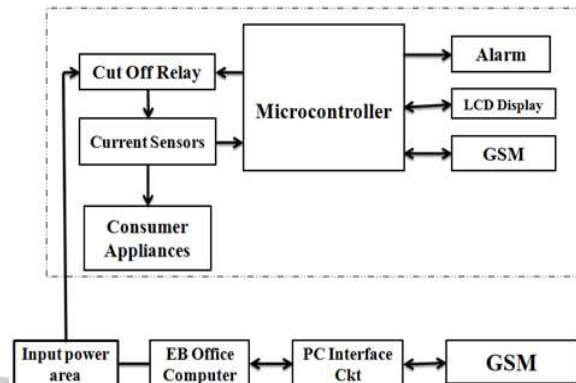 Cut Off Relay
Current Sensors
Consumer
Appliances
Microcontroller
Alarm
LCD Display
GSM
Input power
area
EB Office
Computer
PC Interface
Ckt
GSM